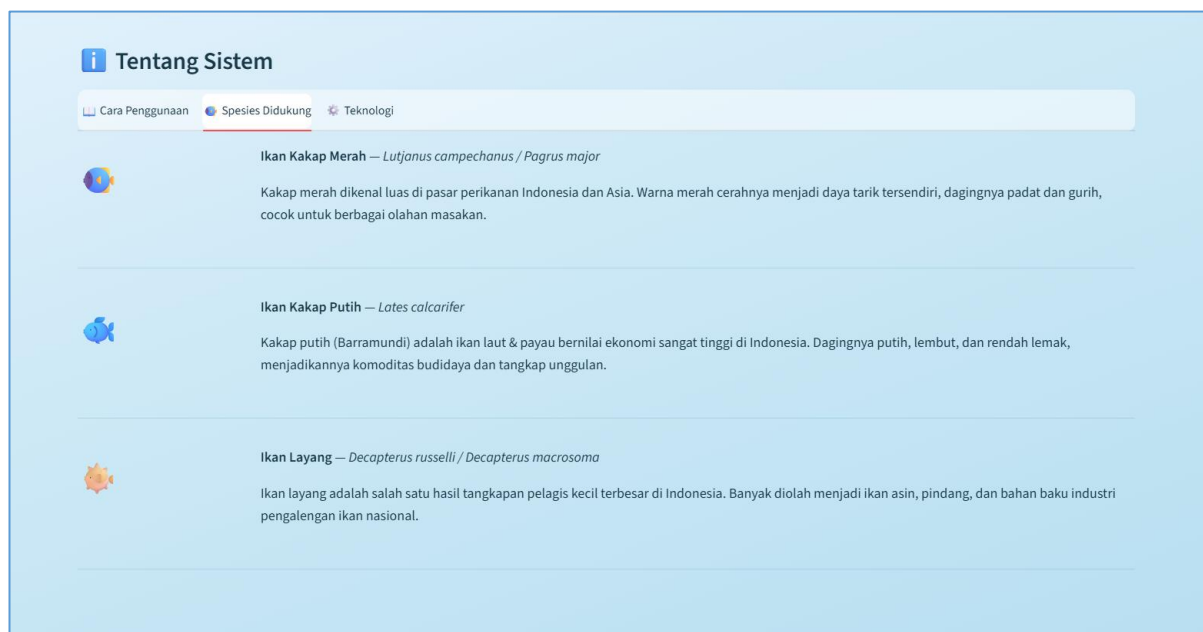 Tentang Sistem
Cara Penggunaan Spesies Didukung Teknologi
Ikan Kakap Merah — Lutjanus campechanus / Pagrus major
Kakap merah dikenal luas di pasar perikanan Indonesia dan Asia. Warna merah cerahnya menjadi daya tarik tersendiri, dagingnya padat dan gurih,
cocok untuk berbagai olahan masakan.
Ikan Kakap Putih — Lates calcarifer
Kakap putih (Barramundi) adalah ikan laut & payau bernilai ekonomi sangat tinggi di Indonesia. Dagingnya putih, lembut, dan rendah lemak,
menjadikannya komoditas budidaya dan tangkap unggulan.
Ikan Layang — Decapterus russelli / Decapterus macrosoma
Ikan layang adalah salah satu hasil tangkapan pelagis kecil terbesar di Indonesia. Banyak diolah menjadi ikan asin, pindang, dan bahan baku industri
pengalengan ikan nasional.